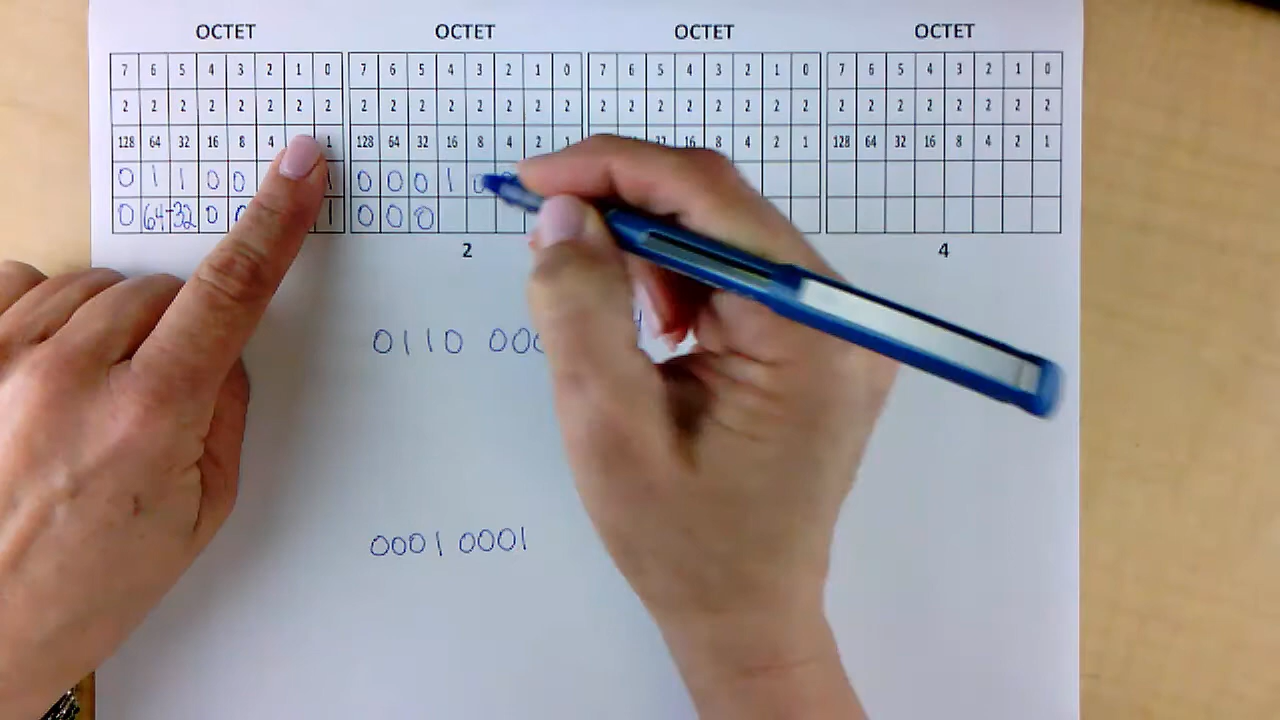 OCTET OCTET OCTET OCTET
7 6 5 4 3 2 1 0 7 6 5 4 3 2 1 0 7 6 5 4 3 2 1 0 7 6 5 4 3 2 1 0
2 2 2 2 2 2 2 2 2 2 2 2 2 2 2 2 2 2 2 2 2 2 2 2 2 2 2 2 2 2 2 2
128 64 32 16 8 4 1 128 64 32 16 8 4 2 1 16 8 4 2 1 128 64 32 16 8 4 2 1
0 1 1 0 0 1 0 0 0 1 0
0 64+32 0 0 1 0 0 0
2 4
0110 000
0001 0001